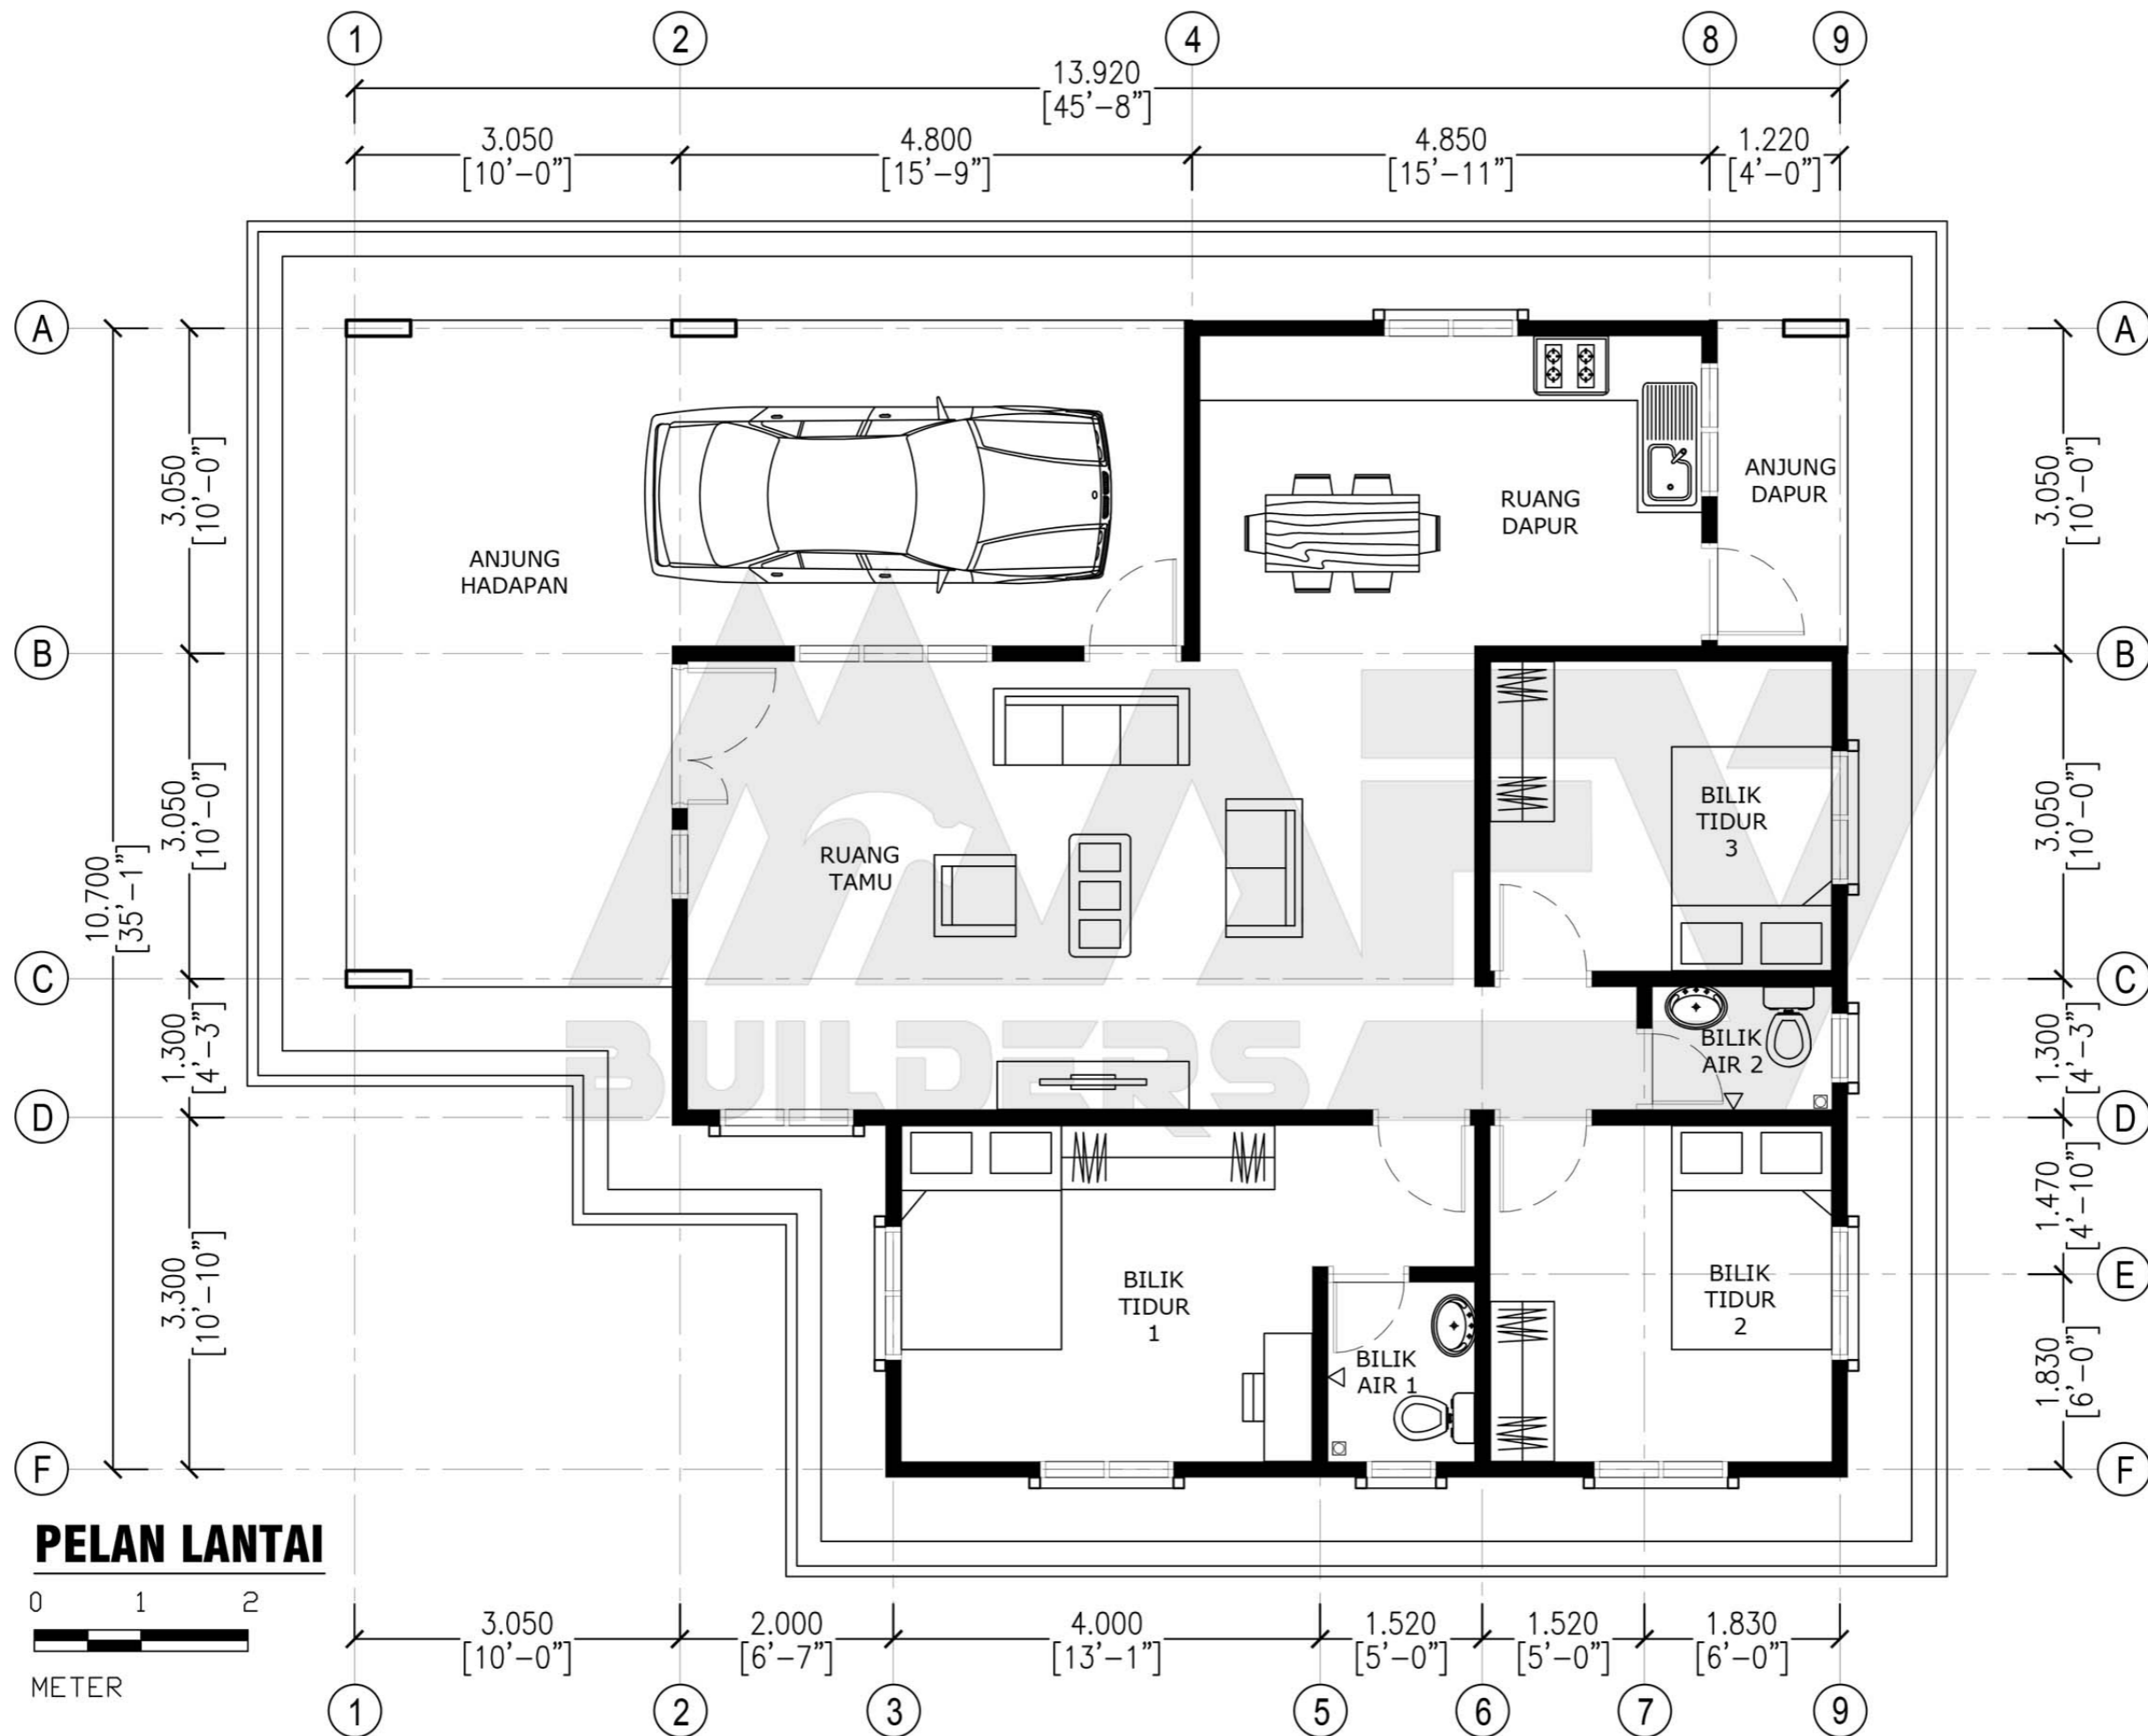 1 2 4 8 9
13.920
[45'-8"]
3.050 4.800 4.850 1.220
[10'-0"] [15'-9"] [15'-11"] [4'-0"]
A A
3.050
[10'-0"]
3.050
[10'-0"]
ANJUNG
HADAPAN
RUANG
DAPUR
ANJUNG
DAPUR
B B
10.700
[35'-1"]
3.050
[10'-0"]
3.050
[10'-0"]
RUANG
TAMU
BILIK
TIDUR
3
C C
1.300
[4'-3"]
1.300
[4'-3"]
BUILDERS
BILIK
AIR 2
D D
3.300
[10'-10"]
1.470
[4'-10"]
BILIK
TIDUR
1
BILIK
TIDUR
2
E
BILIK
AIR 1
1.830
[6'-0"]
F F
PELAN LANTAI
0 1 2
METER
3.050 2.000 4.000 1.520 1.520 1.830
[10'-0"] [6'-7"] [13'-1"] [5'-0"] [5'-0"] [6'-0"]
1 2 3 5 6 7 9